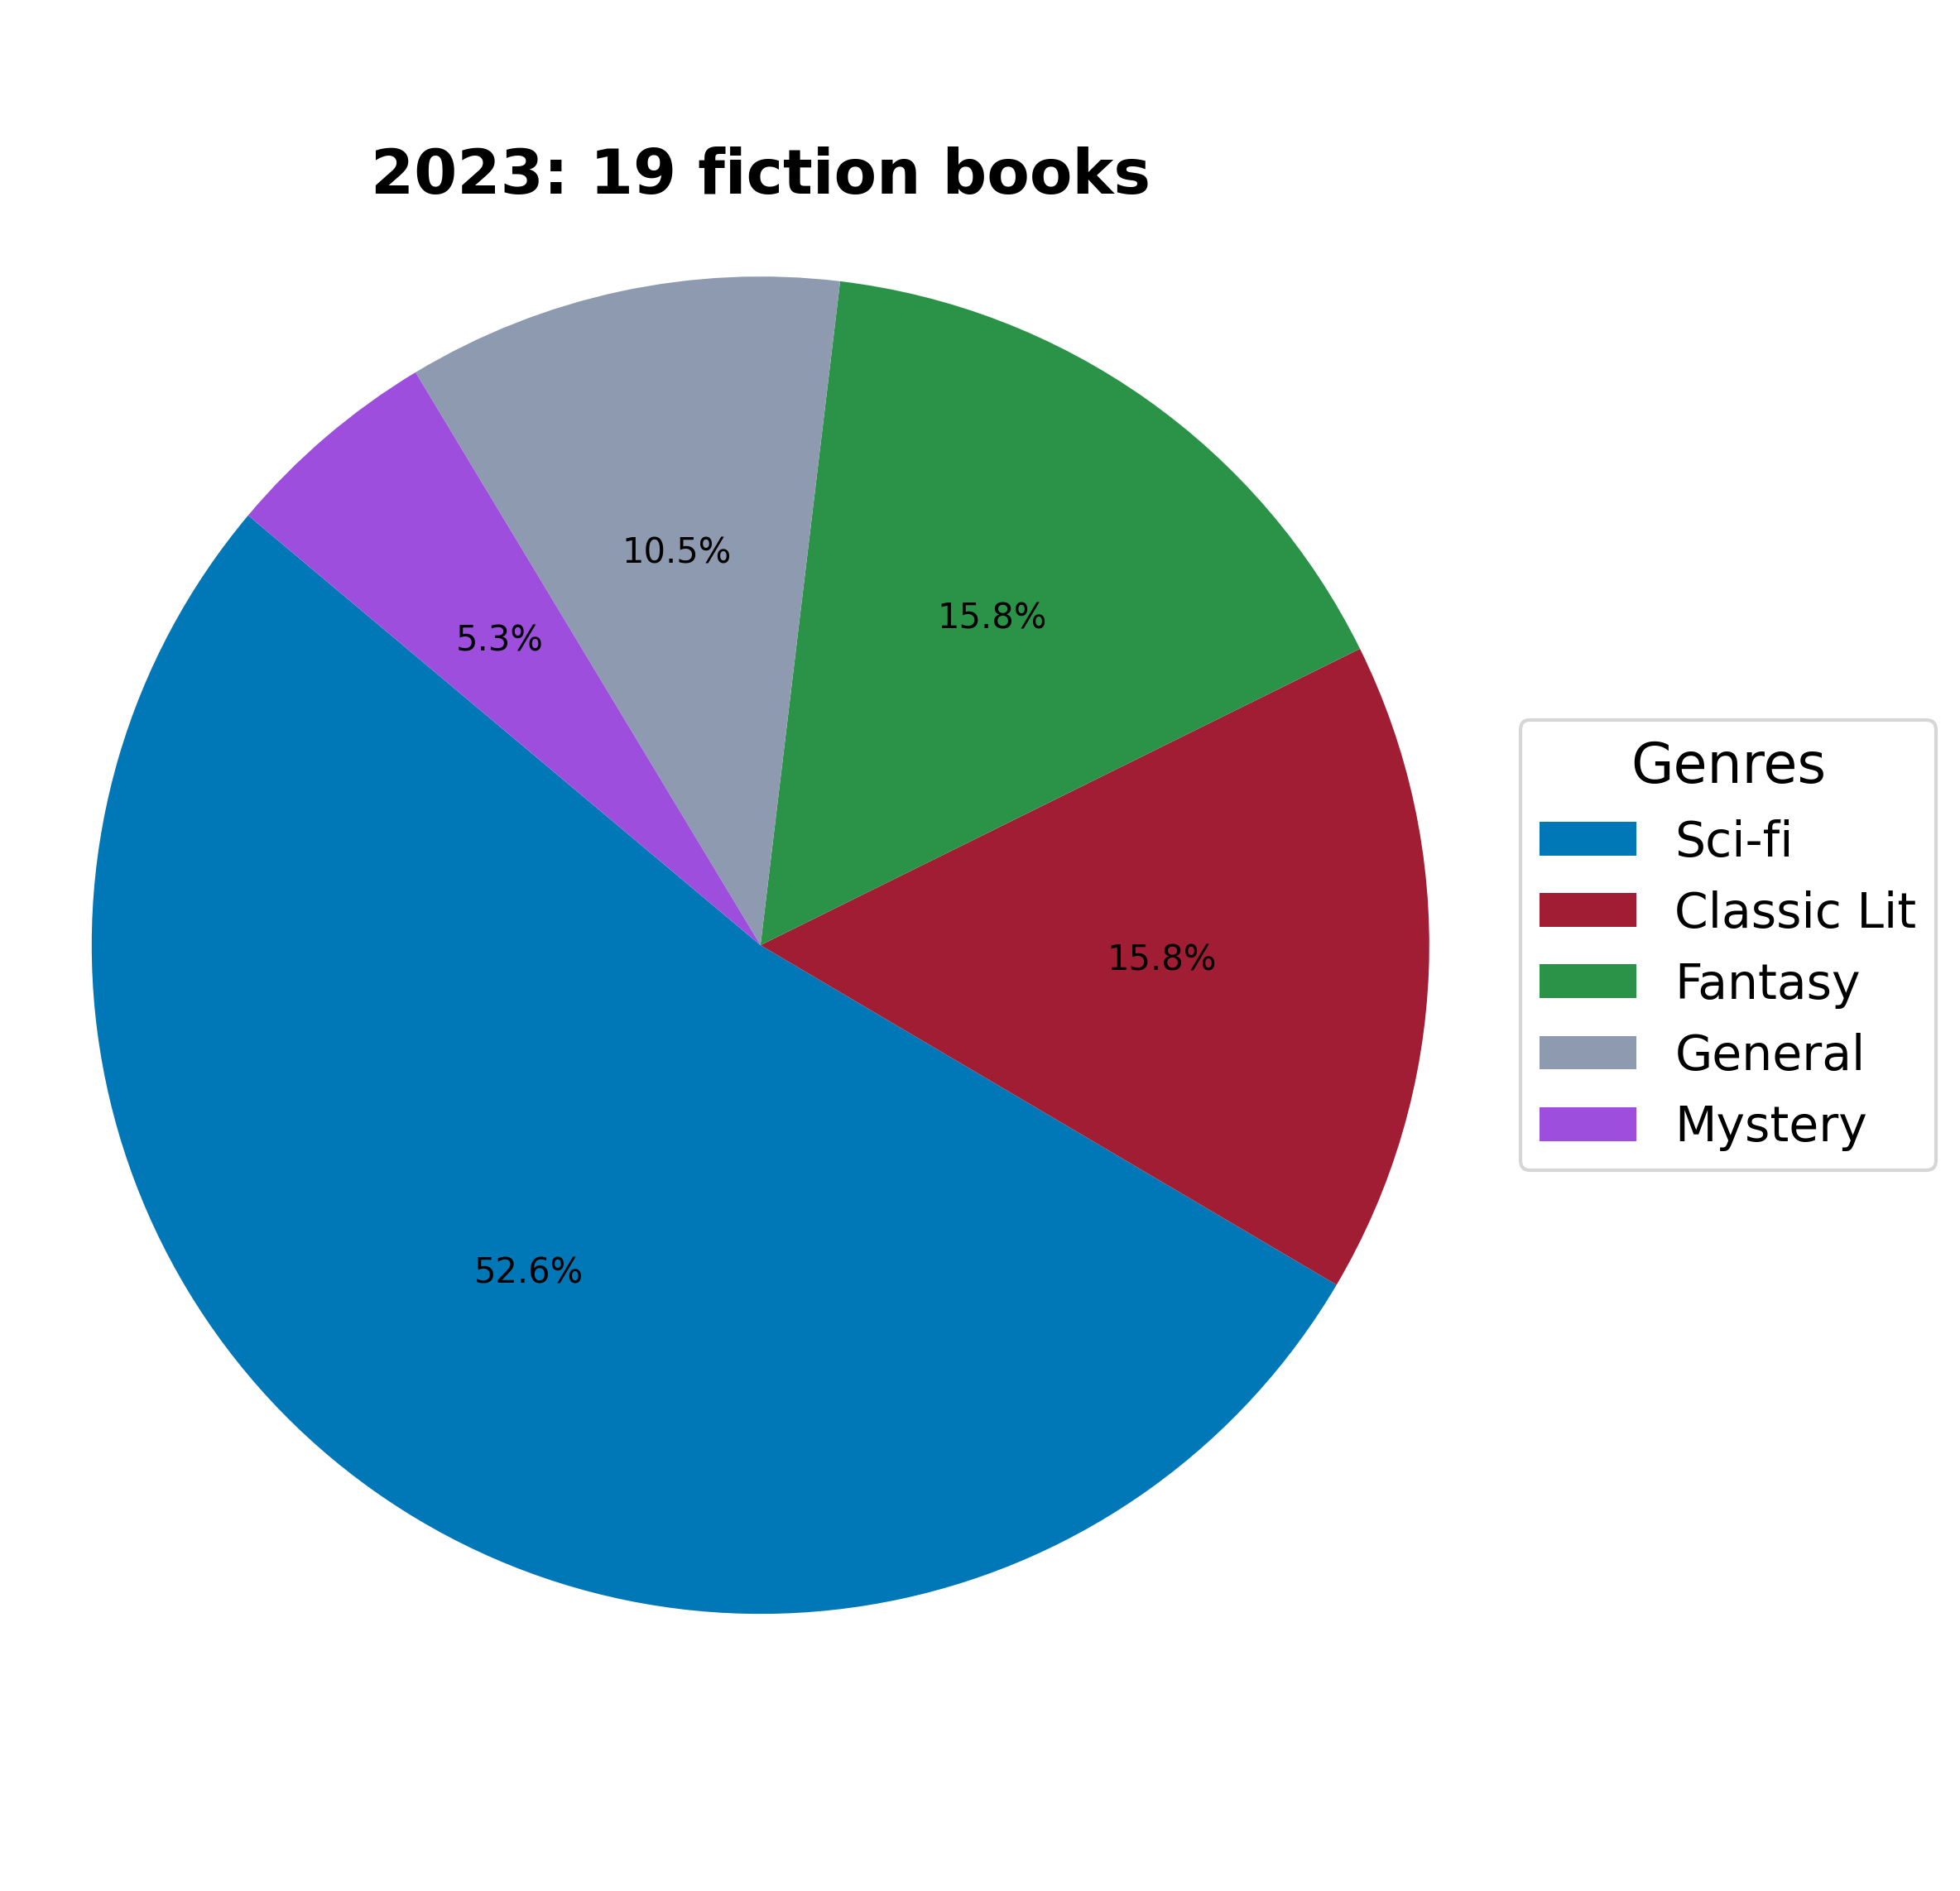 2023: 19 fiction books
10.5%
15.8%
5.3%
15.8%
52.6%
Genres
Sci-fi
Classic Lit
Fantasy
General
Mystery